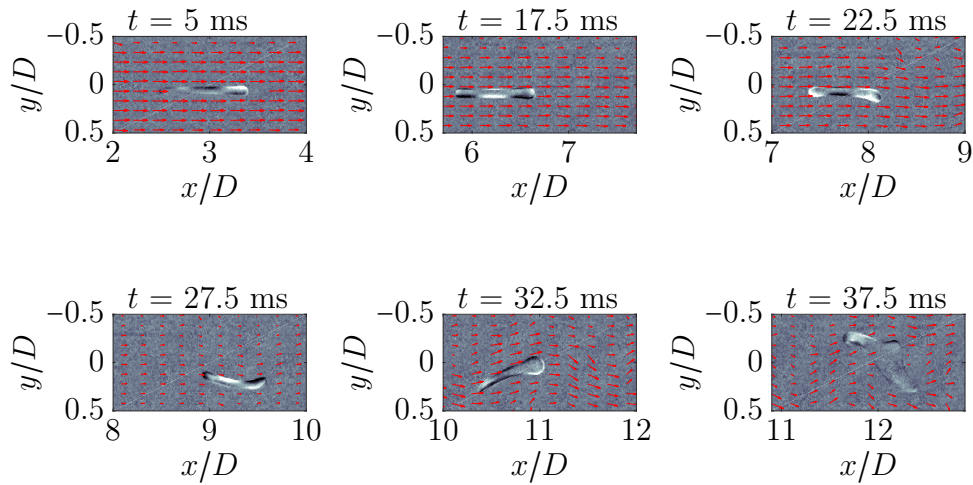 t = 5 ms
t = 17.5 ms
t = 22.5 ms
−0.5
0
0.5
y/D
2 3 4
x/D
−0.5
0
0.5
y/D
6 7
x/D
−0.5
0
0.5
y/D
7 8 9
x/D
t = 27.5 ms
t = 32.5 ms
t = 37.5 ms
−0.5
0
0.5
y/D
8 9 10
x/D
−0.5
0
0.5
y/D
10 11 12
x/D
−0.5
0
0.5
y/D
11 12
x/D